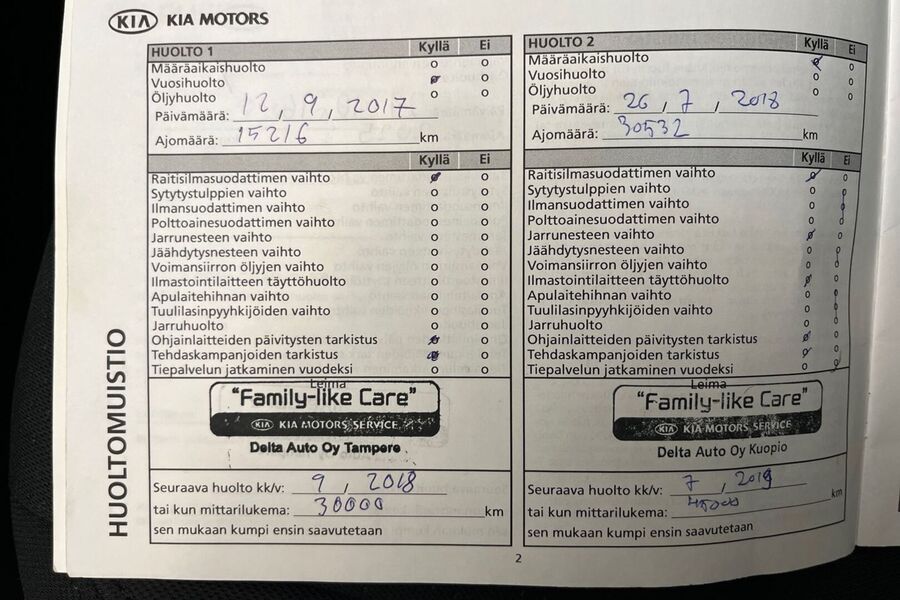 KIA KIA MOTORS
HUOLTOMUISTIO
HUOLTO 1 Kyllä Ei
Määräaikaishuolto
Vuosihuolto
Öljyhuolto
Päivämäärä: 12, 9, 2017
Ajomäärä: 15216 km
Kyllä Ei
Raitisilmasuodattimen vaihto
Sytytystulppien vaihto
Ilmansuodattimen vaihto
Polttoainesuodattimen vaihto
Jarrunesteen vaihto
Jäähdytysnesteen vaihto
Voimansiirron öljyjen vaihto
Ilmastointilaitteen täyttöhuolto
Apulaitehihnan vaihto
Tuulilasinpyyhkijöiden vaihto
Jarruhuolto
Ohjainlaitteiden päivitysten tarkistus
Tehdaskampanjoiden tarkistus
Tiepalvelun jatkaminen vuodeksi
Leima
"Family-like Care"
KIA KIA MOTORS SERVICE
Delta Auto Oy Tampere
Seuraava huolto kk/v: 9, 2018
tai kun mittarilukema: 30000 km
sen mukaan kumpi ensin saavutetaan
HUOLTO 2 Kyllä Ei
Määräaikaishuolto
Vuosihuolto
Öljyhuolto
Päivämäärä: 26, 7, 2018
Ajomäärä: 30532 km
Kyllä Ei
Raitisilmasuodattimen vaihto
Sytytystulppien vaihto
Ilmansuodattimen vaihto
Polttoainesuodattimen vaihto
Jarrunesteen vaihto
Jäähdytysnesteen vaihto
Voimansiirron öljyjen vaihto
Ilmastointilaitteen täyttöhuolto
Apulaitehihnan vaihto
Tuulilasinpyyhkijöiden vaihto
Jarruhuolto
Ohjainlaitteiden päivitysten tarkistus
Tehdaskampanjoiden tarkistus
Tiepalvelun jatkaminen vuodeksi
Leima
"Family-like Care"
KIA KIA MOTORS SERVICE
Delta Auto Oy Kuopio
Seuraava huolto kk/v: 7, 2019
tai kun mittarilukema: 45000 km
sen mukaan kumpi ensin saavutetaan
2